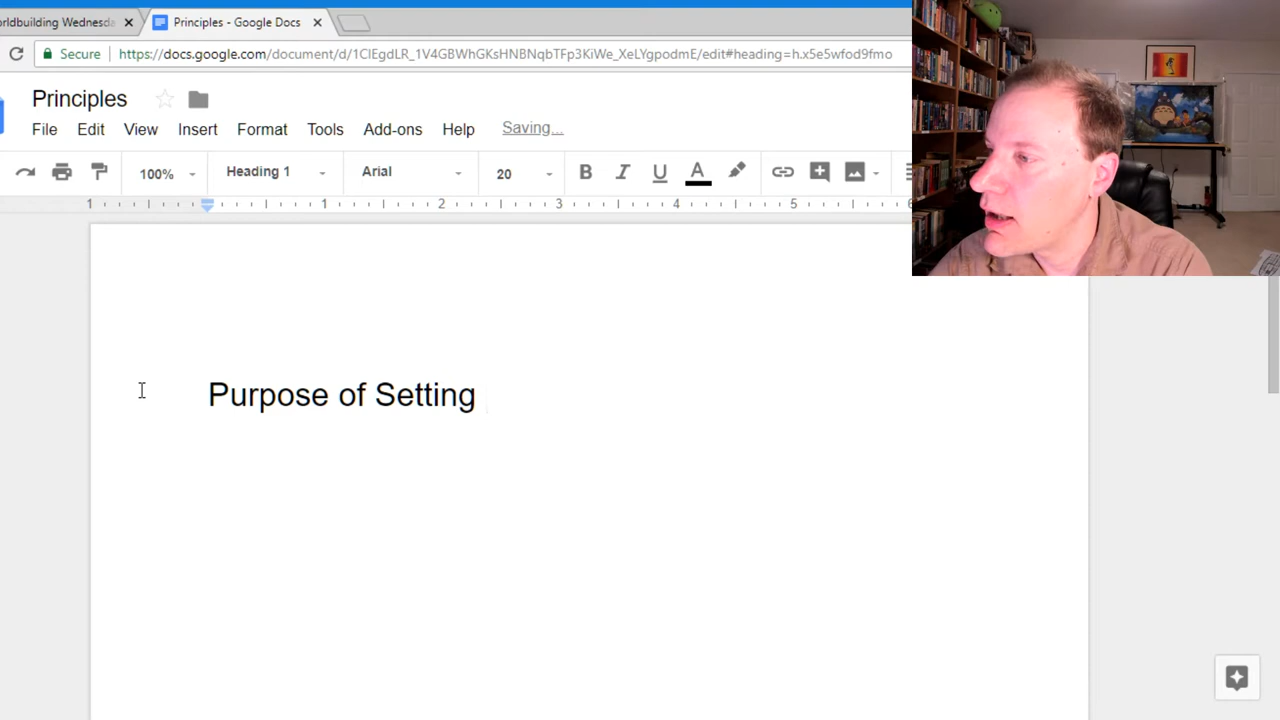 rldbuilding Wednesda
Principles - Google Docs
Secure
https://docs.google.com/document/d/1ClEgdLR_1V4GBWhGKsHNBNqbTFp3KiWe_XeLYgpodmE/edit#heading=h.x5e5wfod9fmo
Principles
File Edit View Insert Format Tools Add-ons Help Saving...
100% Heading 1 Arial 20 B I U A
1 1 2 3 4 5
Purpose of Setting